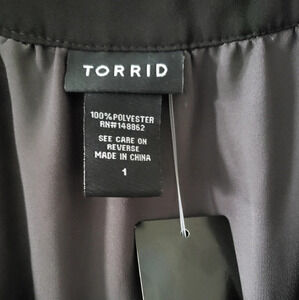 TORRID
100% POLYESTER
RN# 148862
SEE CARE ON
REVERSE
MADE IN CHINA
1